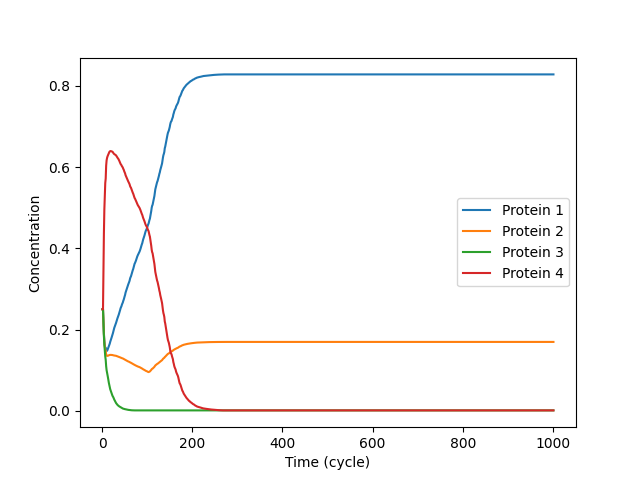 0.8
0.6
0.4
0.2
0.0
Concentration
0
200
400
600
800
1000
Time (cycle)
Protein 1
Protein 2
Protein 3
Protein 4